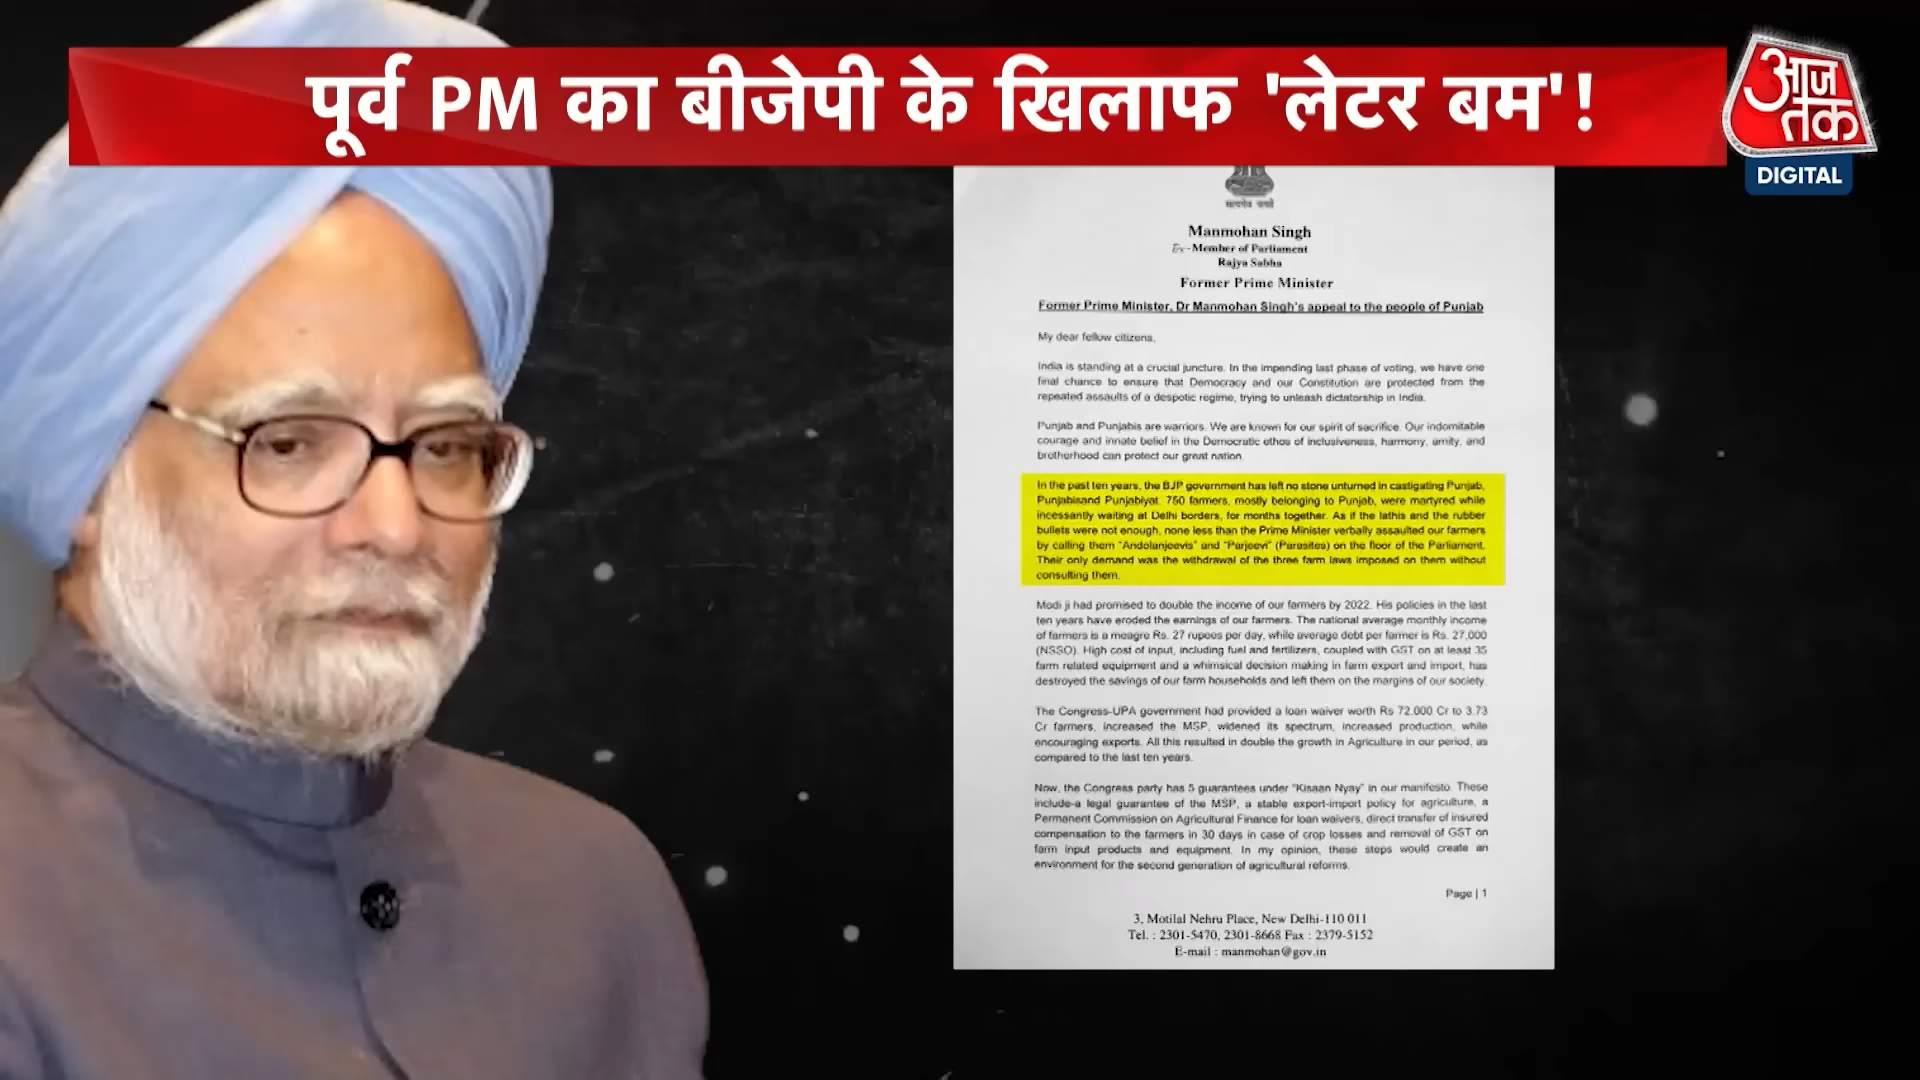 पूर्व PM का बीजेपी के खिलाफ 'लेटर बम'!
आज
तक
DIGITAL
सत्यमेव जयते
Manmohan Singh
Ex-Member of Parliament
Rajya Sabha
Former Prime Minister
Former Prime Minister, Dr Manmohan Singh's appeal to the people of Punjab
My dear fellow citizens,
India is standing at a crucial juncture. In the impending last phase of voting, we have one
final chance to ensure that Democracy and our Constitution are protected from the
repeated assaults of a despotic regime, trying to unleash dictatorship in India.
Punjab and Punjabis are warriors. We are known for our spirit of sacrifice. Our indomitable
courage and innate belief in the Democratic ethos of inclusiveness, harmony, amity, and
brotherhood can protect our great nation.
In the past ten years, the BJP government has left no stone unturned in castigating Punjab,
Punjabisand Punjabiyat. 750 farmers, mostly belonging to Punjab, were martyred while
incessantly waiting at Delhi borders, for months together. As if the lathis and the rubber
bullets were not enough, none less than the Prime Minister verbally assaulted our farmers
by calling them "Andolanjeevis" and "Parjeevi" (Parasites) on the floor of the Parliament.
Their only demand was the withdrawal of the three farm laws imposed on them without
consulting them.
Modi ji had promised to double the income of our farmers by 2022. His policies in the last
ten years have eroded the earnings of our farmers. The national average monthly income
of farmers is a meagre Rs. 27 rupees per day, while average debt per farmer is Rs. 27,000
(NSSO). High cost of input, including fuel and fertilizers, coupled with GST on at least 35
farm related equipment and a whimsical decision making in farm export and import, has
destroyed the savings of our farm households and left them on the margins of our society.
The Congress-UPA government had provided a loan waiver worth Rs 72,000 Cr to 3.73
Cr farmers, increased the MSP, widened its spectrum, increased production, while
encouraging exports. All this resulted in double the growth in Agriculture in our period, as
compared to the last ten years.
Now, the Congress party has 5 guarantees under "Kisaan Nyay" in our manifesto. These
include-a legal guarantee of the MSP, a stable export-import policy for agriculture, a
Permanent Commission on Agricultural Finance for loan waivers, direct transfer of insured
compensation to the farmers in 30 days in case of crop losses and removal of GST on
farm input products and equipment. In my opinion, these steps would create an
environment for the second generation of agricultural reforms.
Page | 1
3, Motilal Nehru Place, New Delhi-110 011
Tel. : 2301-5470, 2301-8668 Fax : 2379-5152
E-mail : manmohan@gov.in